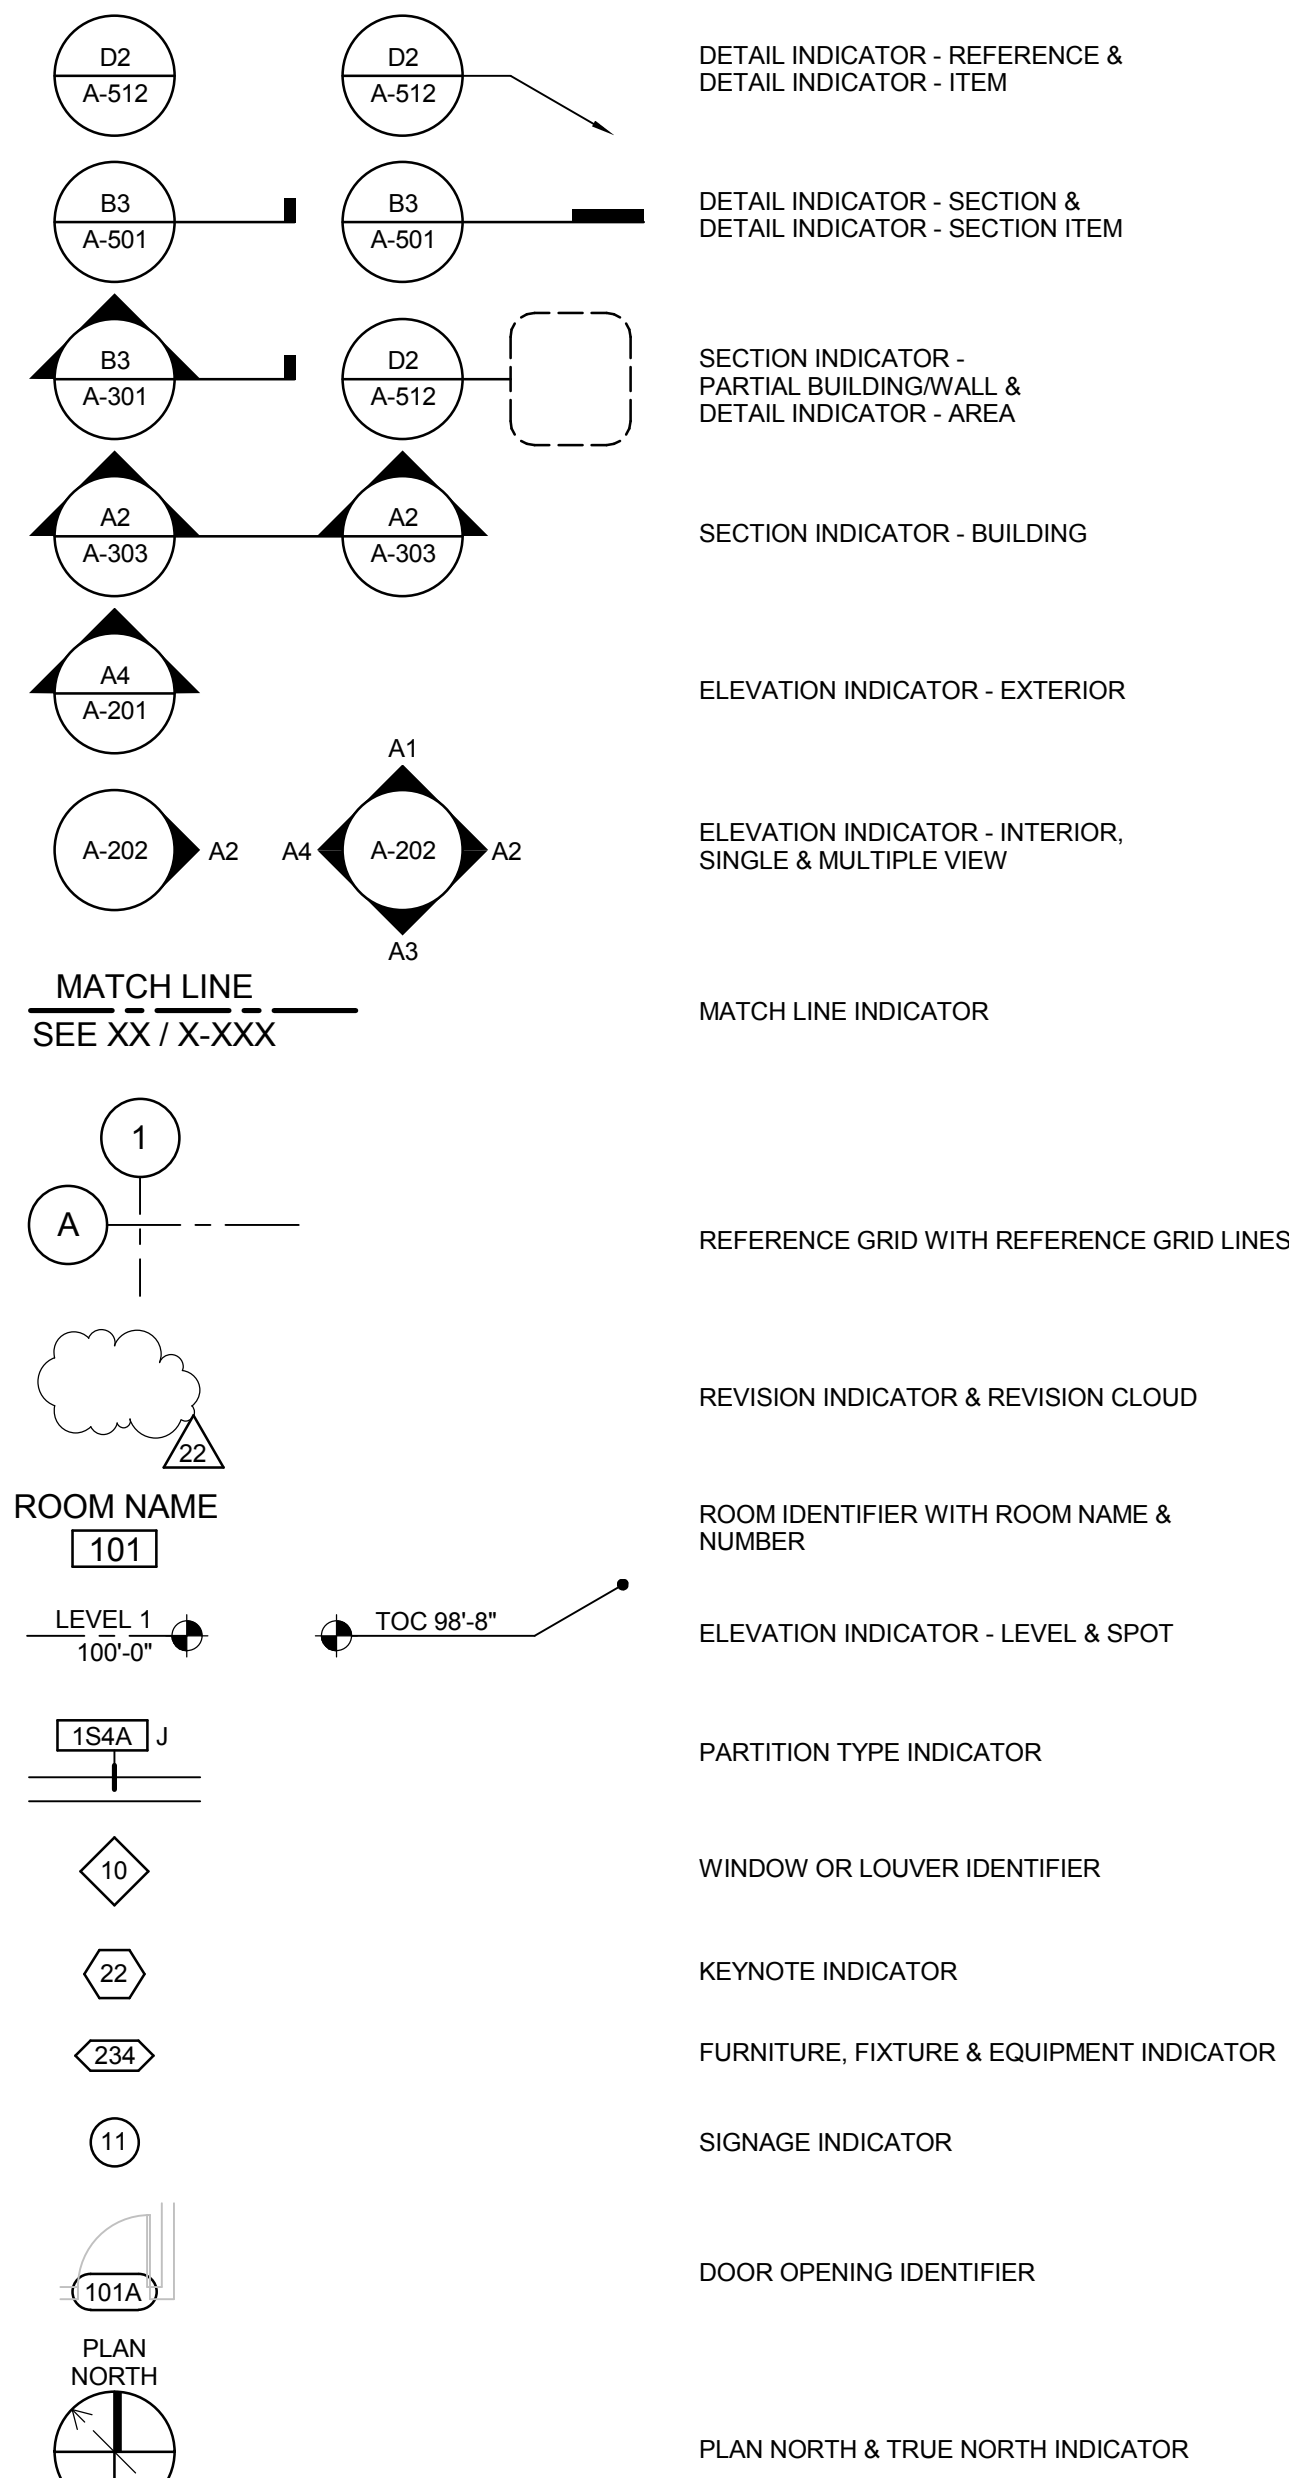 D2
A-512
D2
A-512
DETAIL INDICATOR - REFERENCE &
DETAIL INDICATOR - ITEM
B3
A-501
B3
A-501
DETAIL INDICATOR - SECTION &
DETAIL INDICATOR - SECTION ITEM
B3
A-301
D2
A-512
SECTION INDICATOR -
PARTIAL BUILDING/WALL &
DETAIL INDICATOR - AREA
A2
A-303
A2
A-303
SECTION INDICATOR - BUILDING
A4
A-201
ELEVATION INDICATOR - EXTERIOR
A-202
A2
A1
A4
A-202
A2
A3
ELEVATION INDICATOR - INTERIOR,
SINGLE & MULTIPLE VIEW
MATCH LINE
SEE XX / X-XXX
MATCH LINE INDICATOR
1
A
REFERENCE GRID WITH REFERENCE GRID LINES
22
REVISION INDICATOR & REVISION CLOUD
ROOM NAME
101
ROOM IDENTIFIER WITH ROOM NAME &
NUMBER
LEVEL 1
100'-0"
TOC 98'-8"
ELEVATION INDICATOR - LEVEL & SPOT
1S4A J
PARTITION TYPE INDICATOR
10
WINDOW OR LOUVER IDENTIFIER
22
KEYNOTE INDICATOR
234
FURNITURE, FIXTURE & EQUIPMENT INDICATOR
11
SIGNAGE INDICATOR
101A
DOOR OPENING IDENTIFIER
PLAN
NORTH
PLAN NORTH & TRUE NORTH INDICATOR